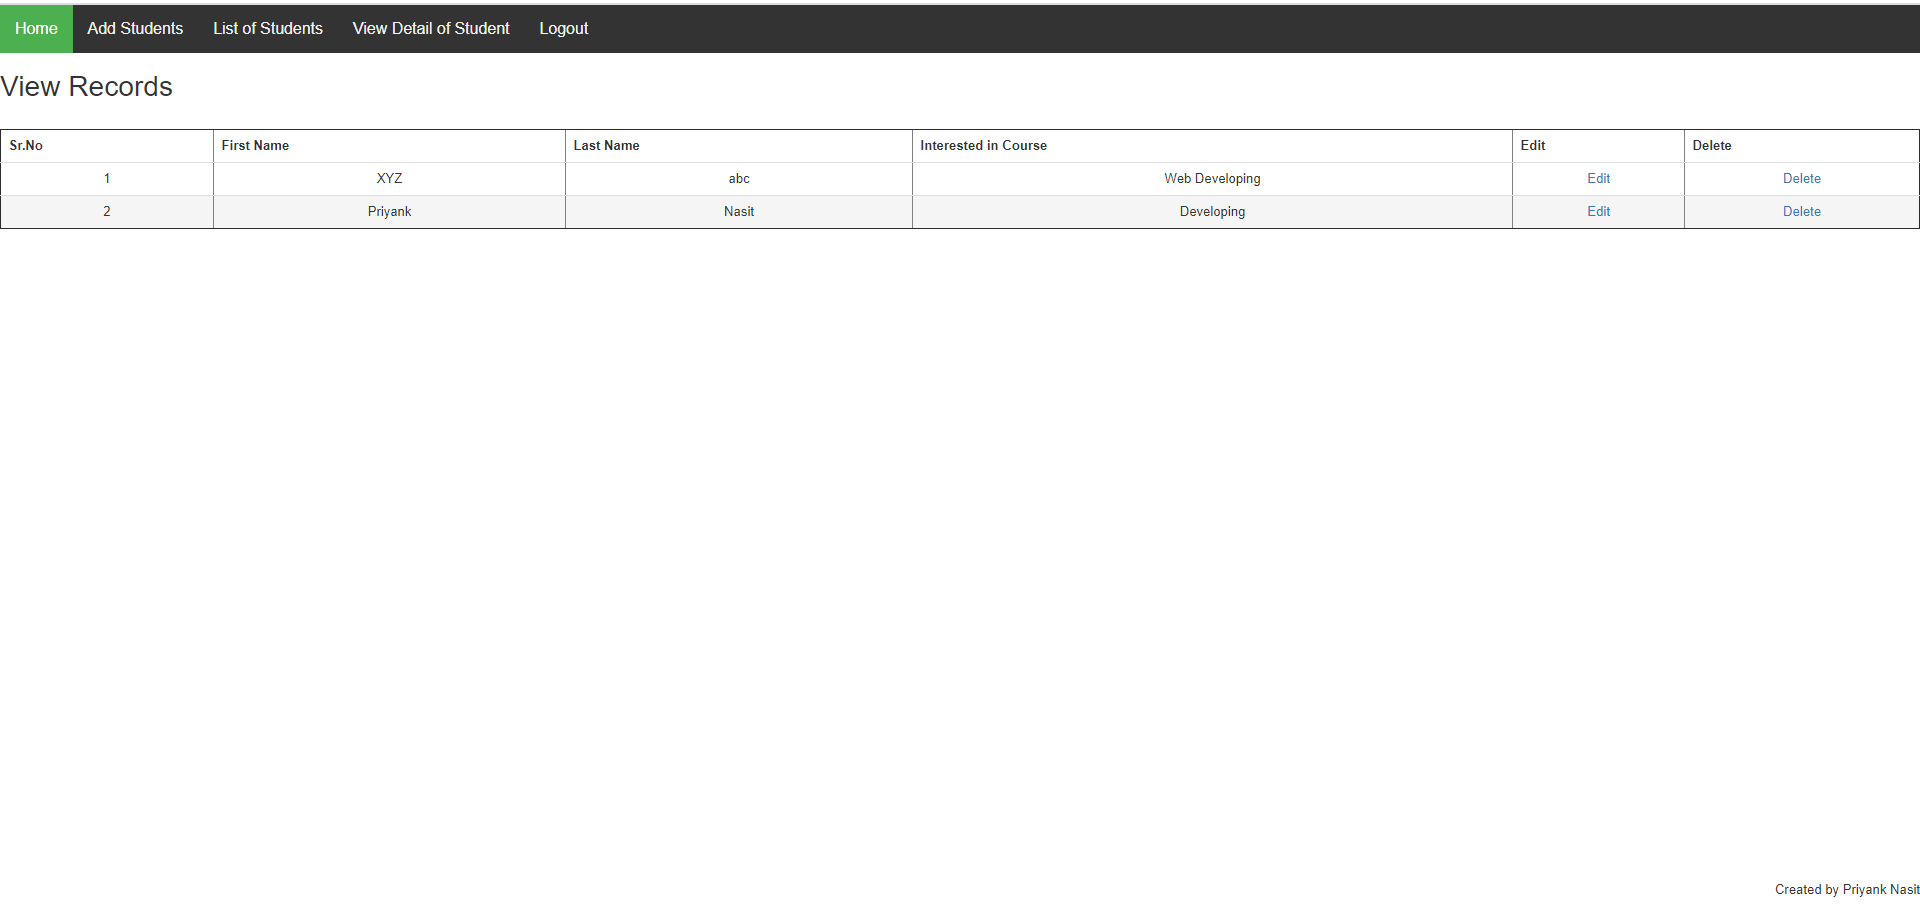 Home Add Students List of Students View Detail of Student Logout
View Records
Sr.No First Name Last Name Interested in Course Edit Delete
1 XYZ abc Web Developing Edit Delete
2 Priyank Nasit Developing Edit Delete
Created by Priyank Nasit